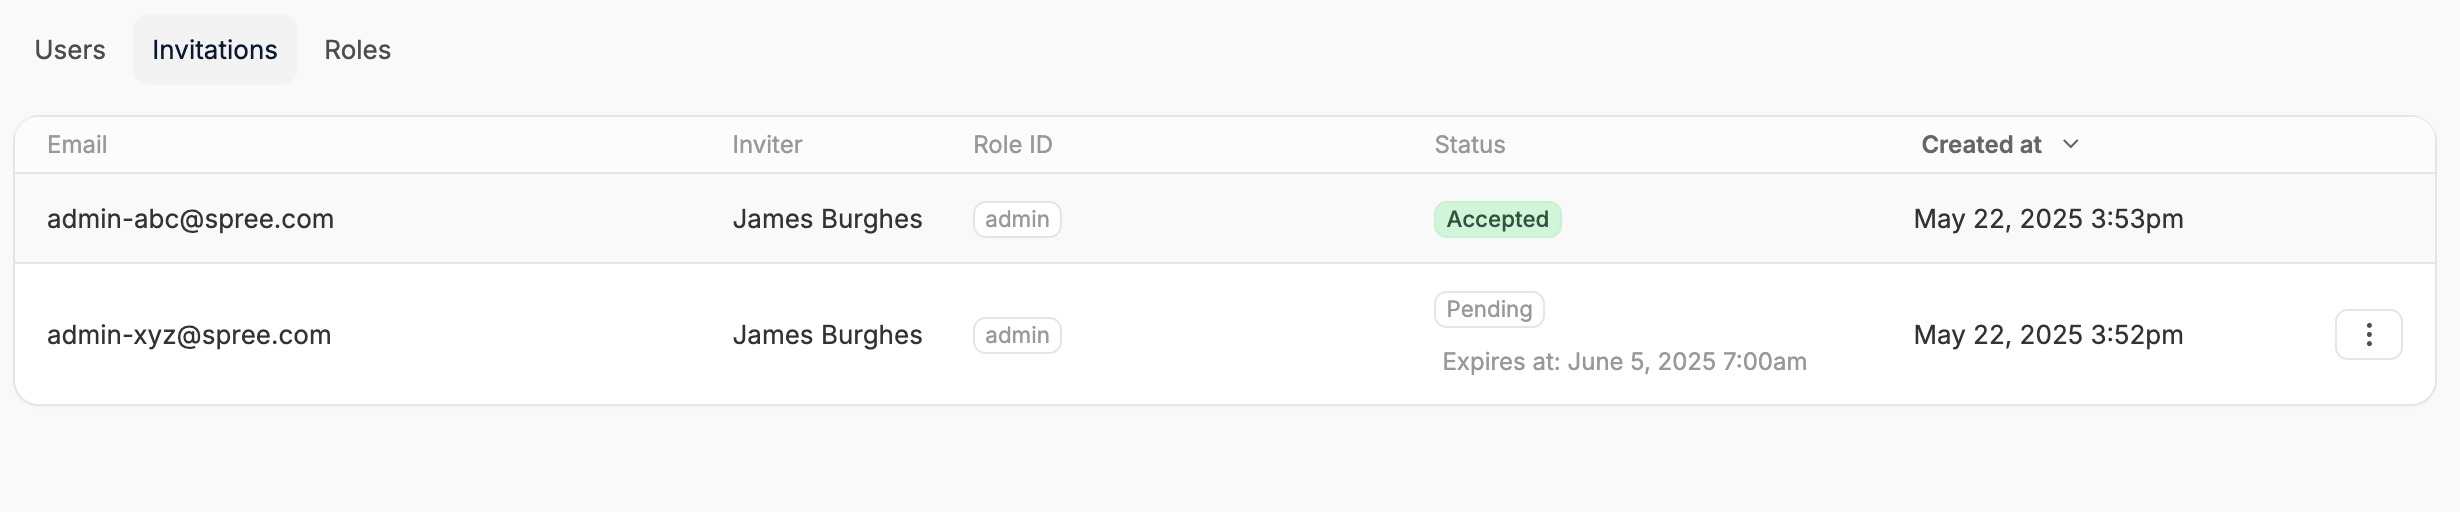 Users Invitations Roles
Email Inviter Role ID Status Created at
admin-abc@spree.com James Burghes admin Accepted May 22, 2025 3:53pm
admin-xyz@spree.com James Burghes admin Pending May 22, 2025 3:52pm
Expires at: June 5, 2025 7:00am